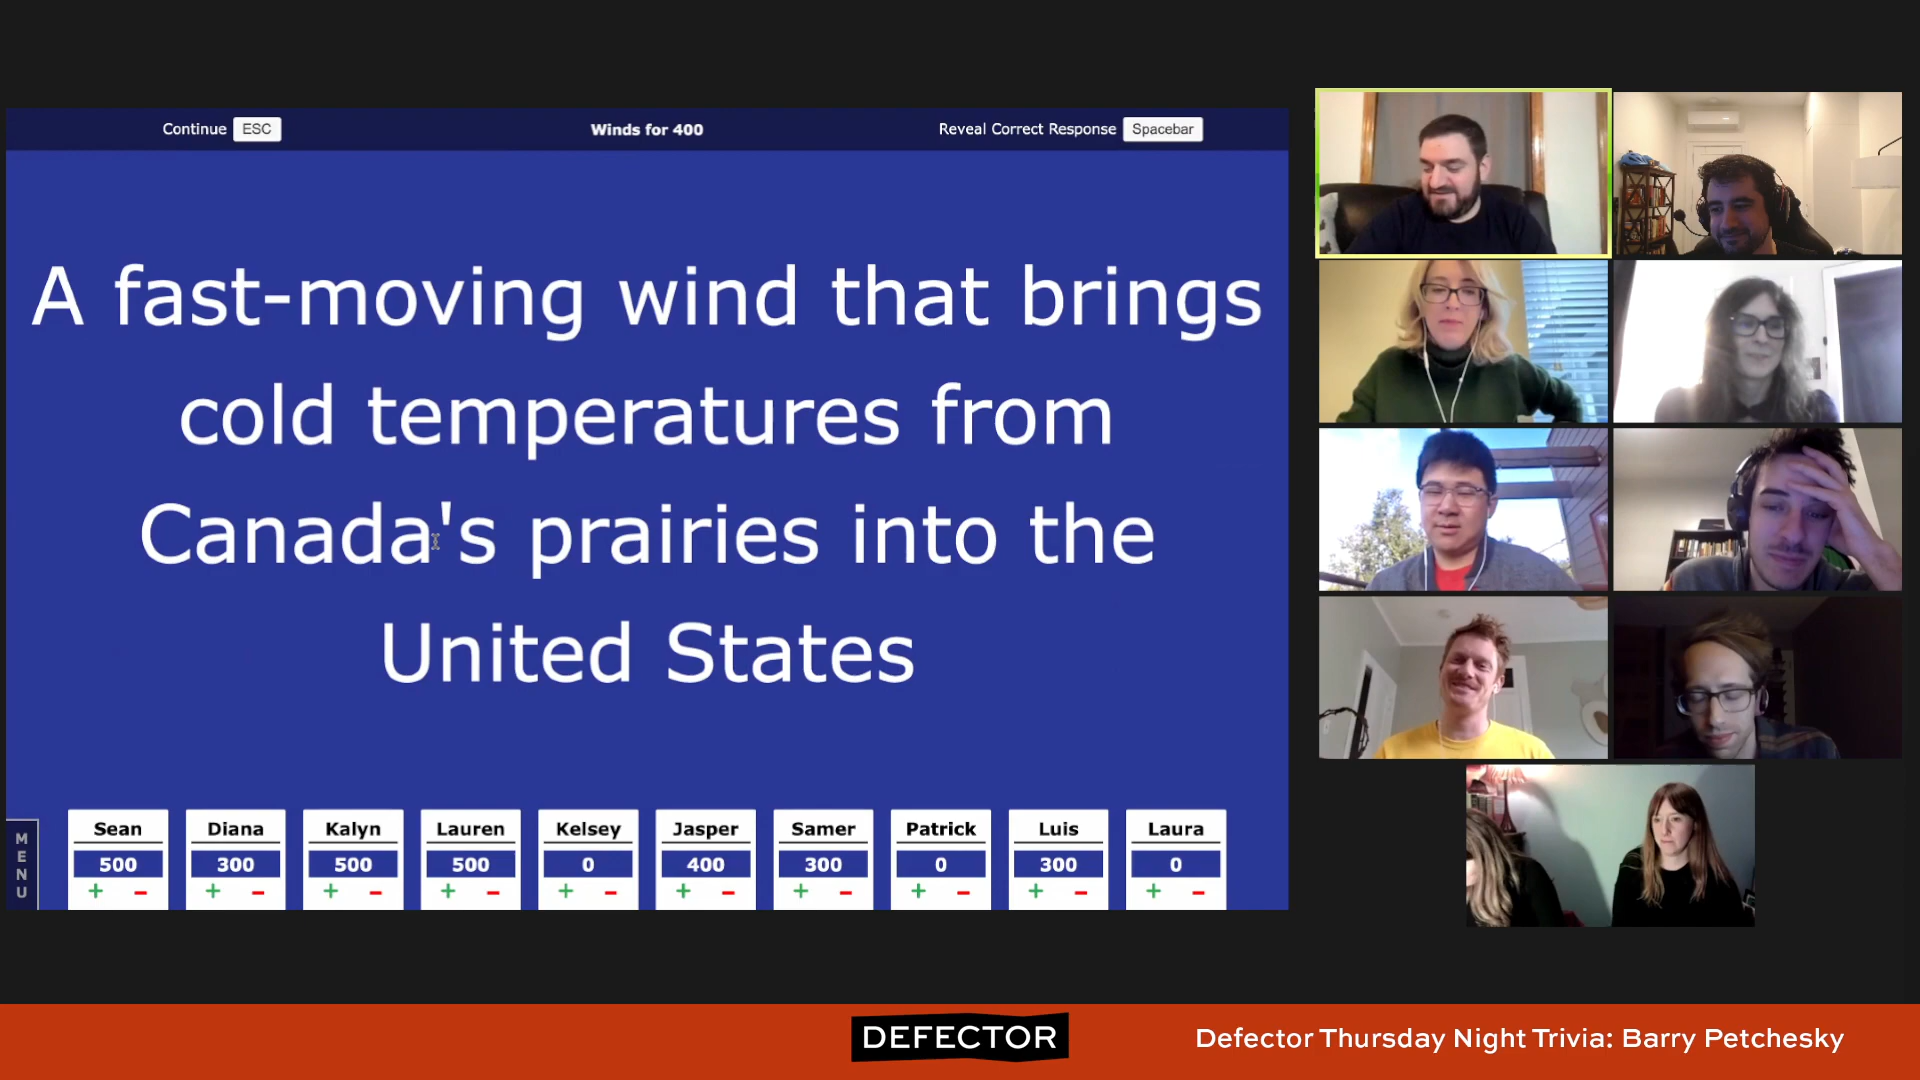 Continue ESC Winds for 400 Reveal Correct Response Spacebar
A fast-moving wind that brings
cold temperatures from
Canada's prairies into the
United States
MENU
Sean Diana Kalyn Lauren Kelsey Jasper Samer Patrick Luis Laura
500 300 500 500 0 400 300 0 300 0
+ - + - + - + - + - + - + - + - + - + -
DEFECTOR Defector Thursday Night Trivia: Barry Petchesky